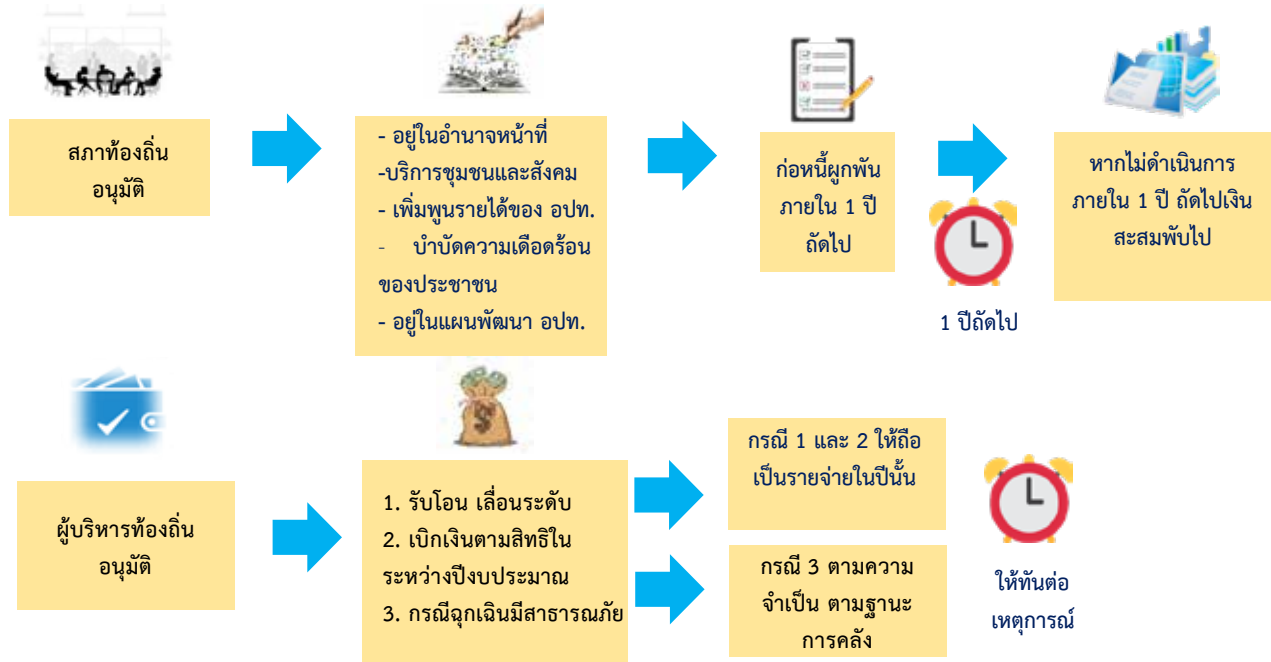 สภาท้องถิ่น
อนุมัติ
- อยู่ในอำนาจหน้าที่
-บริการชุมชนและสังคม
- เพิ่มพูนรายได้ของ อปท.
- บำบัดความเดือดร้อน
ของประชาชน
- อยู่ในแผนพัฒนา อปท.
ก่อหนี้ผูกพัน
ภายใน 1 ปี
ถัดไป
1 ปีถัดไป
หากไม่ดำเนินการ
ภายใน 1 ปี ถัดไปเงิน
สะสมพับไป
ผู้บริหารท้องถิ่น
อนุมัติ
1. รับโอน เลื่อนระดับ
2. เบิกเงินตามสิทธิใน
ระหว่างปีงบประมาณ
3. กรณีฉุกเฉินมีสาธารณภัย
กรณี 1 และ 2 ให้ถือ
เป็นรายจ่ายในปีนั้น
กรณี 3 ตามความ
จำเป็น ตามฐานะ
การคลัง
ให้ทันต่อ
เหตุการณ์